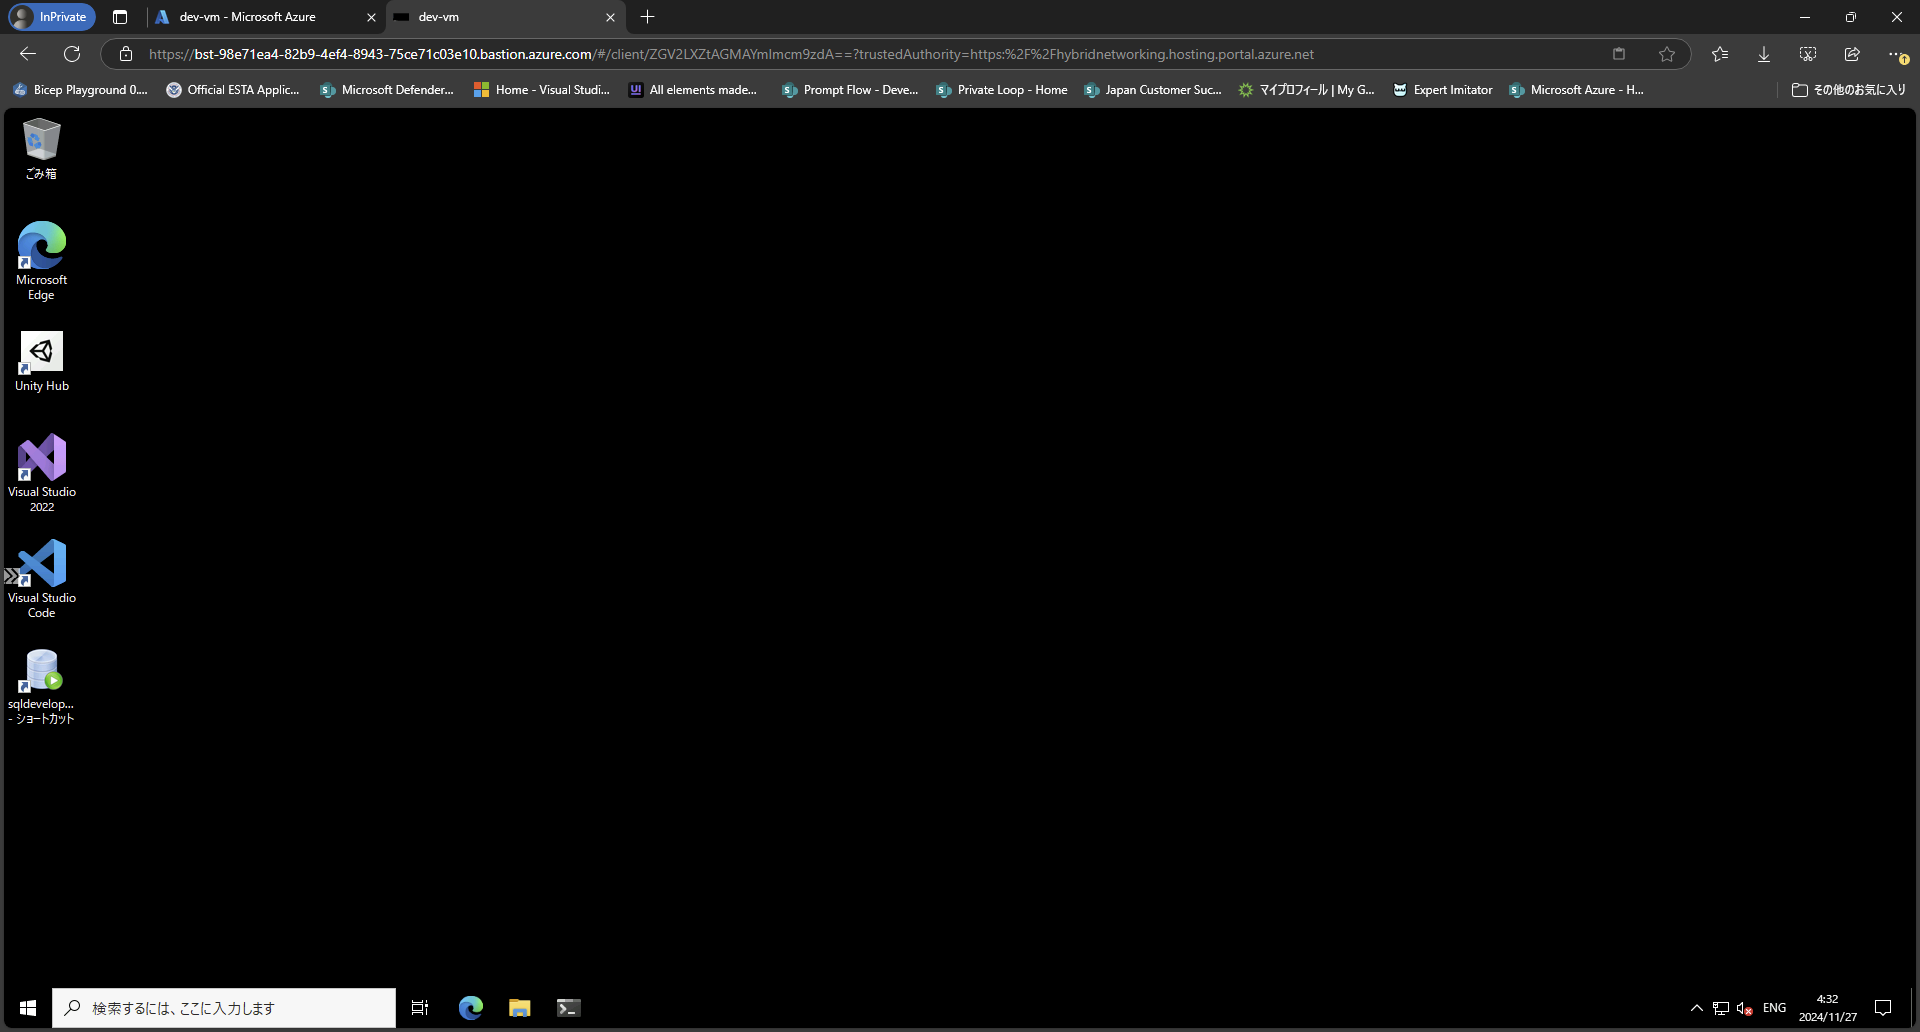 InPrivate
dev-vm - Microsoft Azure
dev-vm
https://bst-98e71ea4-82b9-4ef4-8943-75ce71c03e10.bastion.azure.com/#/client/ZGV2LXZtAGMAYmlmcm9zdA==?trustedAuthority=https:%2F%2Fhybridnetworking.hosting.portal.azure.net
Bicep Playground 0....
Official ESTA Applic...
Microsoft Defender...
Home - Visual Studi...
All elements made...
Prompt Flow - Deve...
Private Loop - Home
Japan Customer Suc...
マイプロフィール | My G...
Expert Imitator
Microsoft Azure - H...
その他のお気に入り
ごみ箱
Microsoft
Edge
Unity Hub
Visual Studio
2022
Visual Studio
Code
sqldevelop...
- ショートカット
検索するには、ここに入力します
ENG
4:32
2024/11/27